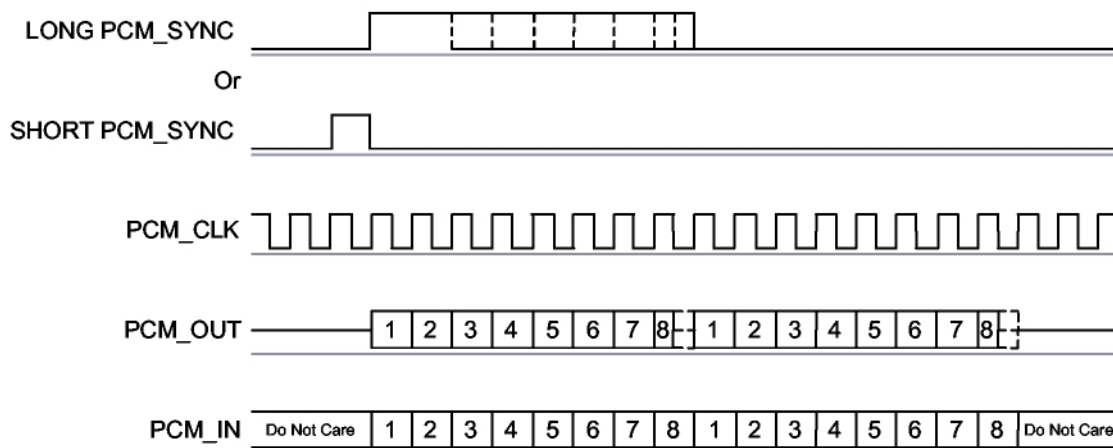 LONG PCM_SYNC
Or
SHORT PCM_SYNC
PCM_CLK
PCM_OUT 1 2 3 4 5 6 7 8 1 2 3 4 5 6 7 8
PCM_IN Do Not Care 1 2 3 4 5 6 7 8 1 2 3 4 5 6 7 8 Do Not Care